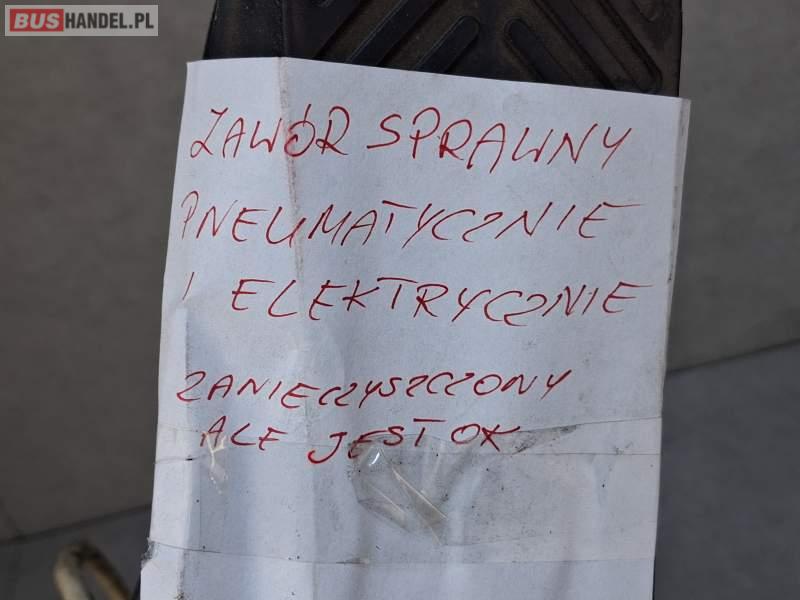 BUSHANDEL.PL
ZAWÓR SPRAWNY
PNEUMATYCZNIE
I ELEKTRYCZNIE
ZANIECZYSZCZONY
ALE JEST OK